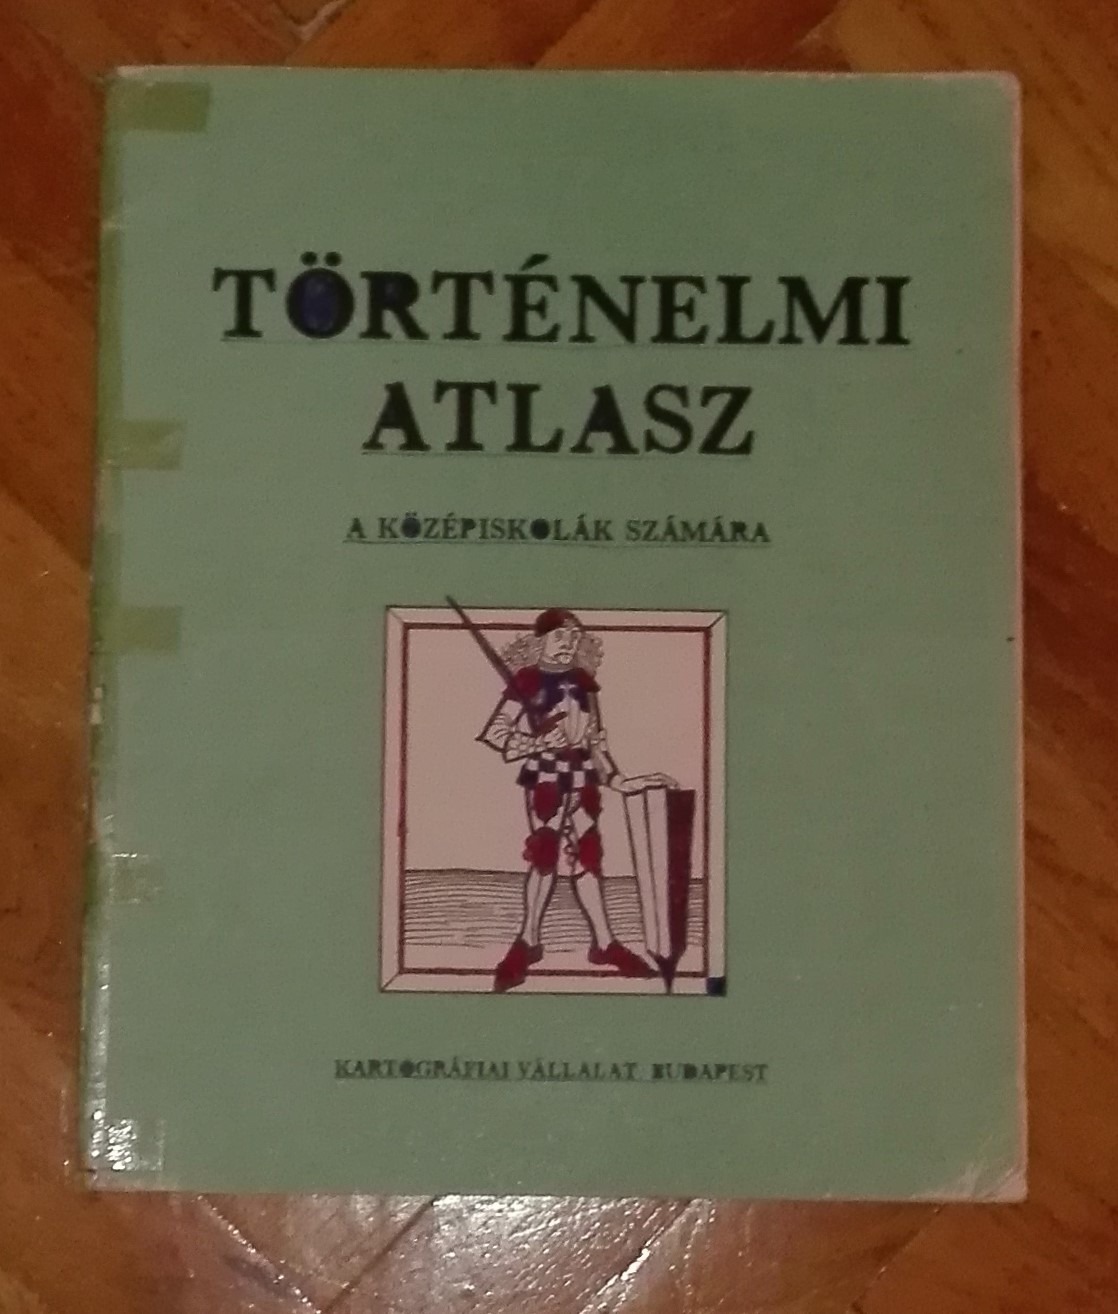 TÖRTÉNELMI
ATLASZ
A KÖZÉPISKOLÁK SZÁMÁRA
KARTOGRÁFIAI VÁLLALAT BUDAPEST